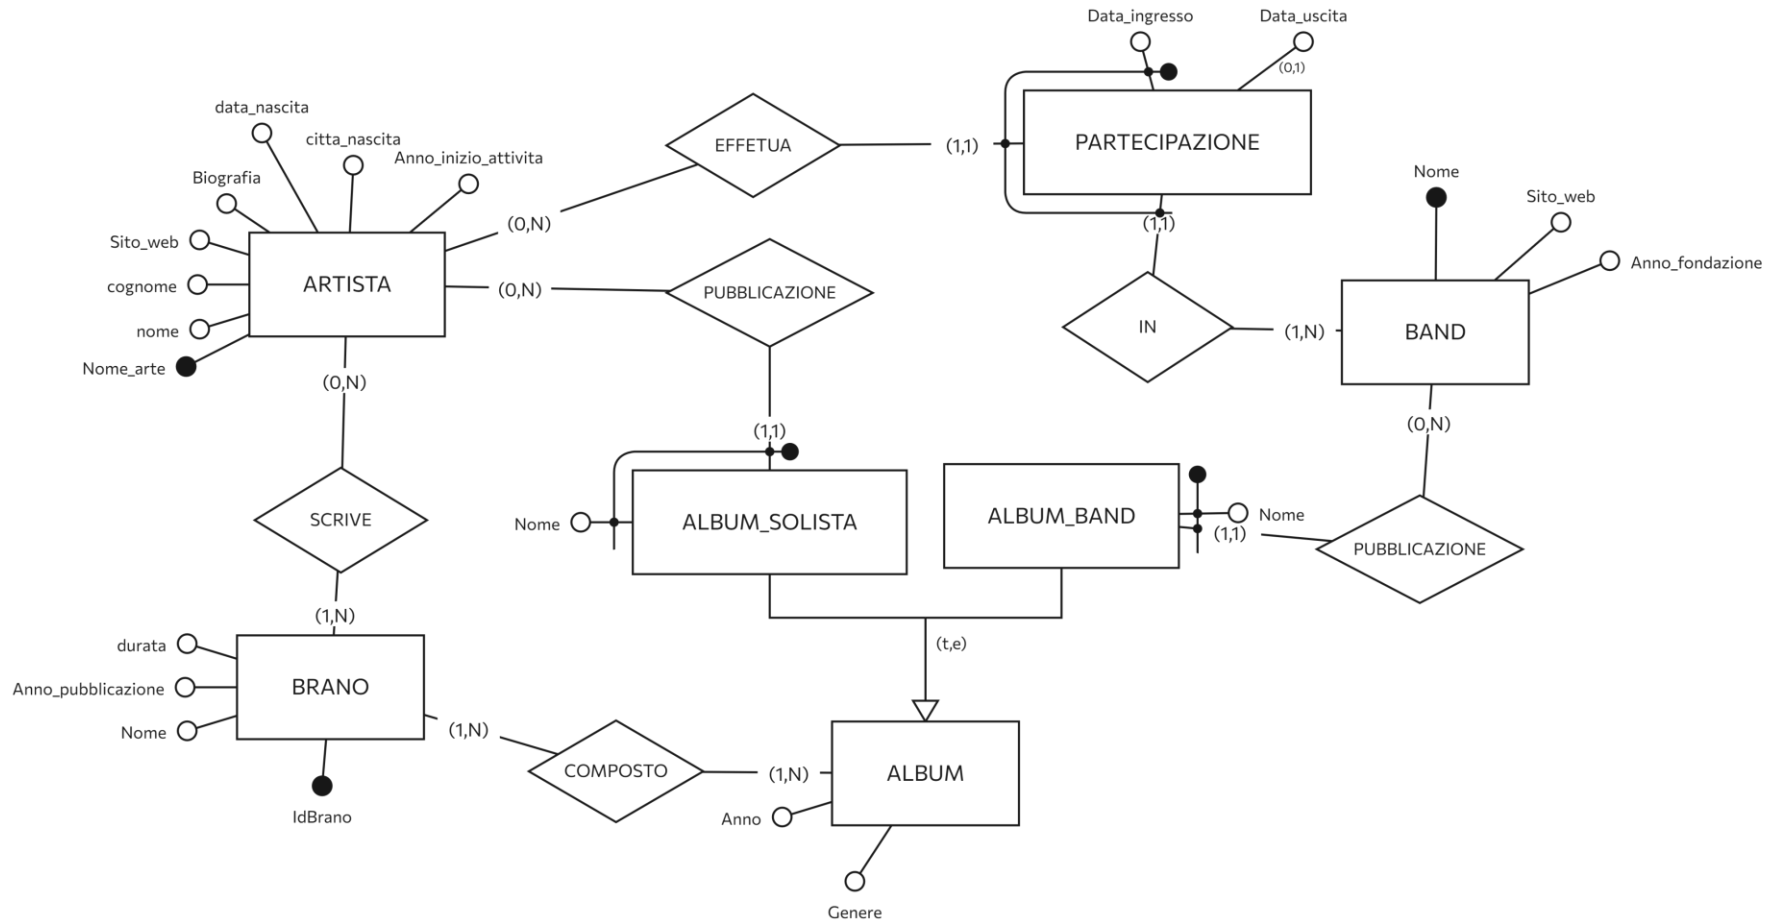 Data_ingresso
Data_uscita
(0,1)
data_nascita
citta_nascita
Anno_inizio_attivita
Biografia
EFFETUA
(1,1)
PARTECIPAZIONE
Nome
Sito_web
(0,N)
(1,1)
Sito_web
Anno_fondazione
cognome
ARTISTA
(0,N)
PUBBLICAZIONE
nome
IN
(1,N)
BAND
Nome_arte
(0,N)
(0,N)
(1,1)
SCRIVE
Nome
ALBUM_SOLISTA
ALBUM_BAND
Nome
(1,1)
PUBBLICAZIONE
(1,N)
durata
(t,e)
Anno_pubblicazione
BRANO
Nome
(1,N)
COMPOSTO
(1,N)
ALBUM
IdBrano
Anno
Genere